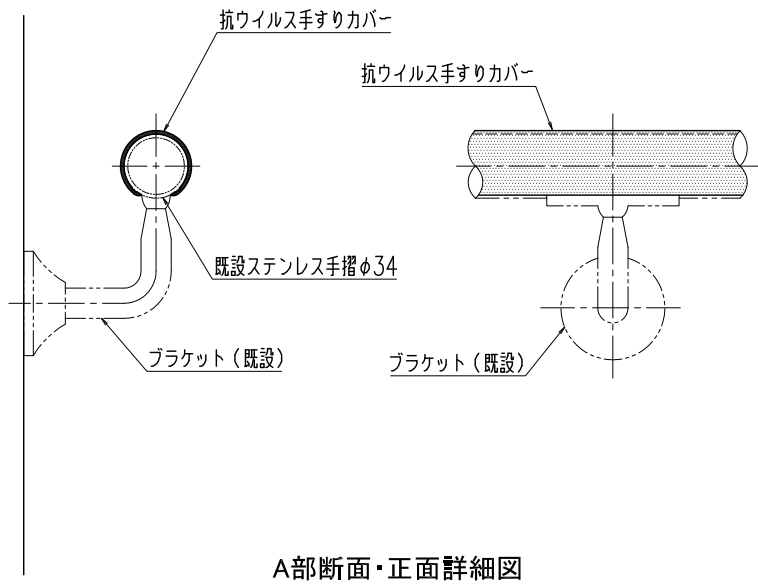 抗ウイルス手すりカバー
抗ウイルス手すりカバー
既設ステンレス手摺φ34
ブラケット（既設）
ブラケット（既設）
A部断面・正面詳細図